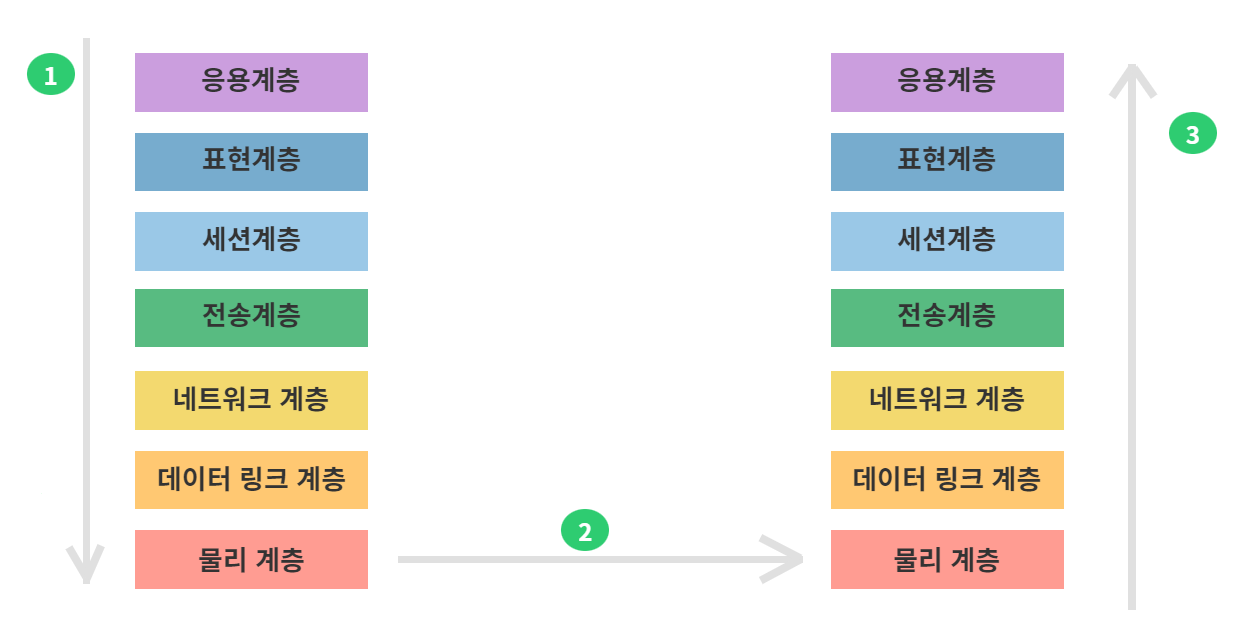 1
응용계층
표현계층
세션계층
전송계층
네트워크 계층
데이터 링크 계층
물리 계층
2
응용계층
표현계층
세션계층
전송계층
네트워크 계층
데이터 링크 계층
물리 계층
3